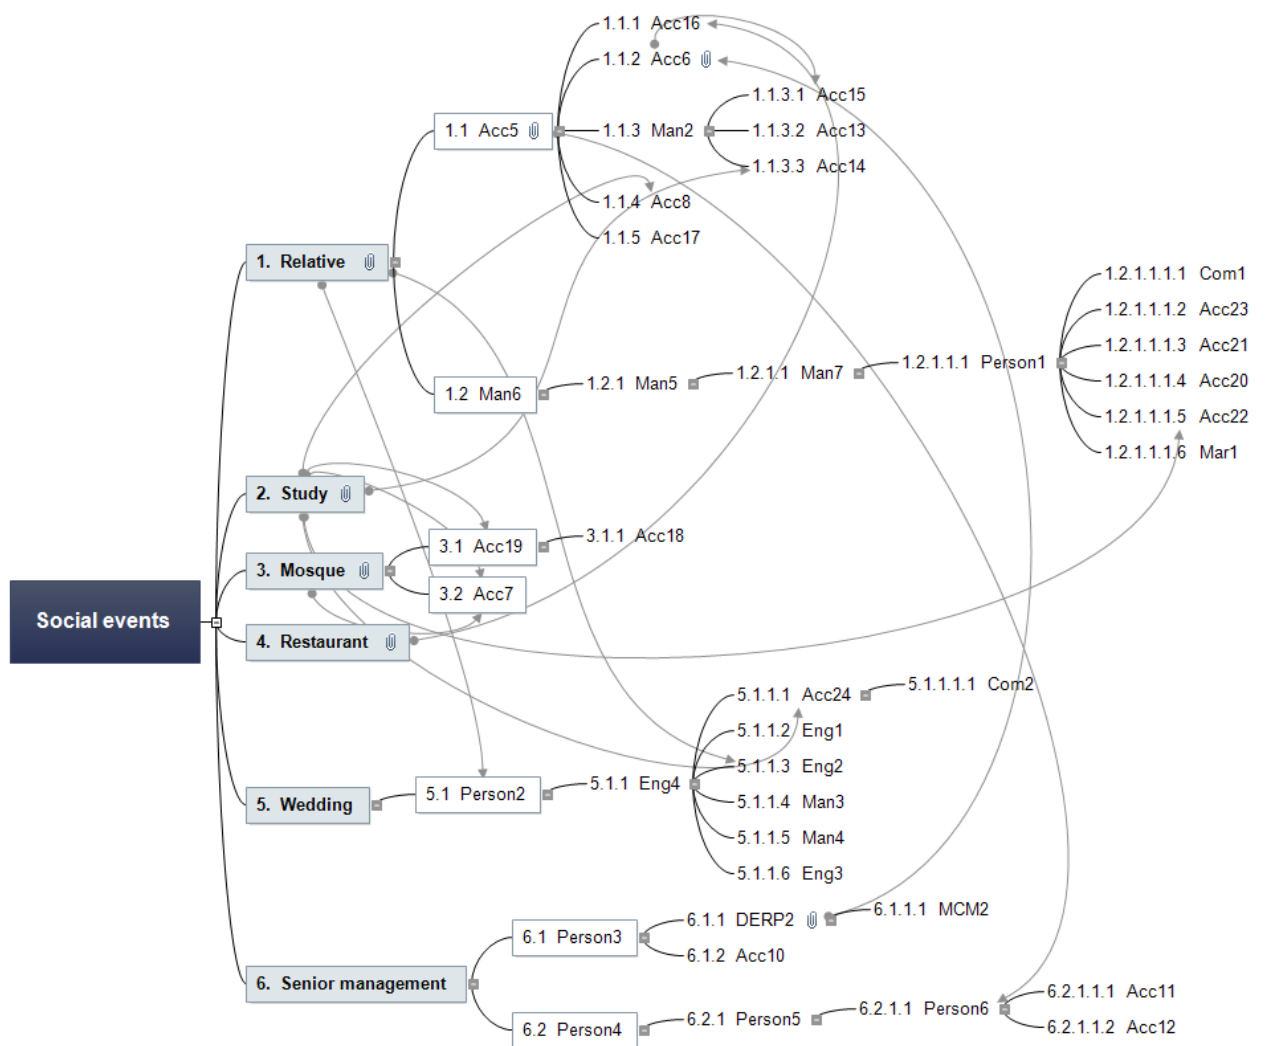 Social events
1. Relative
1.1 Acc5
1.1.1 Acc16
1.1.2 Acc6
1.1.3 Man2
1.1.3.1 Acc15
1.1.3.2 Acc13
1.1.3.3 Acc14
1.1.4 Acc8
1.1.5 Acc17
1.2 Man6
1.2.1 Man5
1.2.1.1 Man7
1.2.1.1.1 Person1
1.2.1.1.1.1 Com1
1.2.1.1.1.2 Acc23
1.2.1.1.1.3 Acc21
1.2.1.1.1.4 Acc20
1.2.1.1.1.5 Acc22
1.2.1.1.1.6 Mar1
2. Study
3. Mosque
3.1 Acc19
3.1.1 Acc18
3.2 Acc7
4. Restaurant
5. Wedding
5.1 Person2
5.1.1 Eng4
5.1.1.1 Acc24
5.1.1.1.1 Com2
5.1.1.2 Eng1
5.1.1.3 Eng2
5.1.1.4 Man3
5.1.1.5 Man4
5.1.1.6 Eng3
6. Senior management
6.1 Person3
6.1.1 DERP2
6.1.1.1 MCM2
6.1.2 Acc10
6.2 Person4
6.2.1 Person5
6.2.1.1 Person6
6.2.1.1.1 Acc11
6.2.1.1.2 Acc12